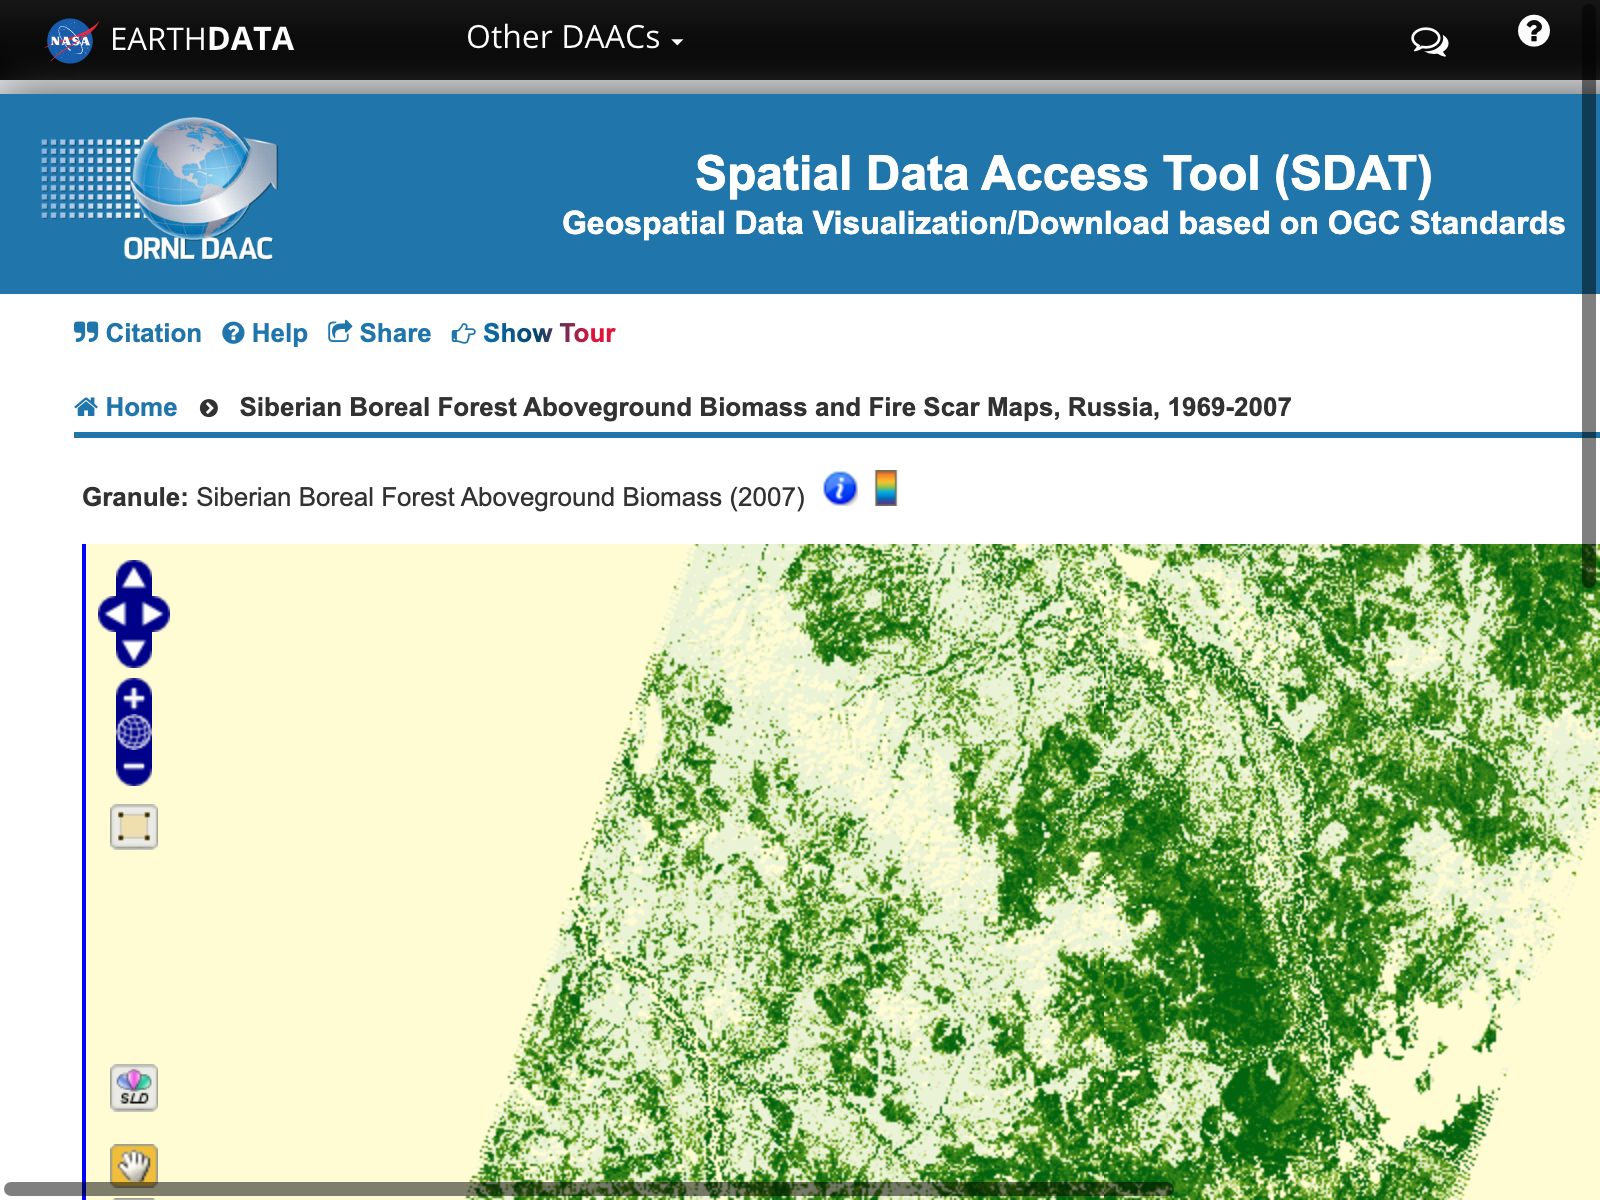 NASA EARTHDATA Other DAACs
ORNL DAAC
Spatial Data Access Tool (SDAT)
Geospatial Data Visualization/Download based on OGC Standards
Citation Help Share Show Tour
Home Siberian Boreal Forest Aboveground Biomass and Fire Scar Maps, Russia, 1969-2007
Granule: Siberian Boreal Forest Aboveground Biomass (2007)
SLD